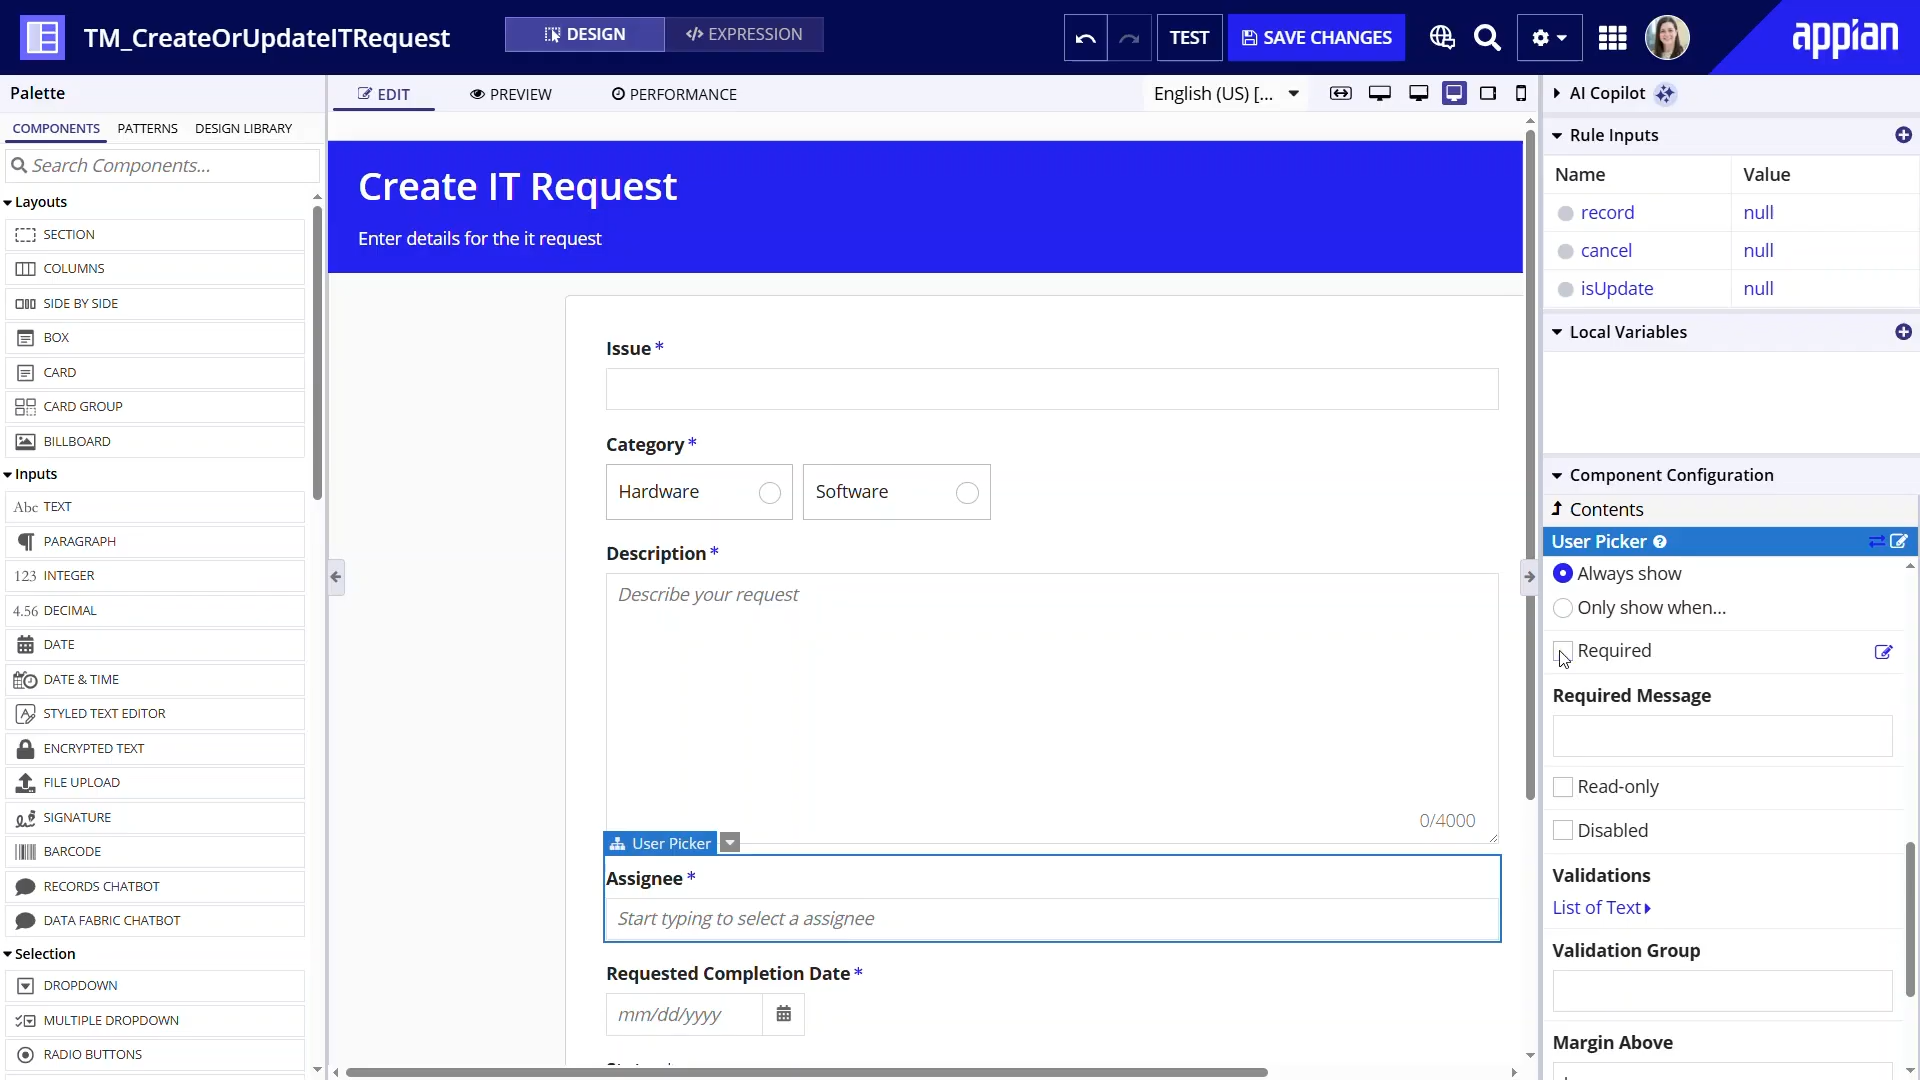 TM_CreateOrUpdateITRequest
DESIGN
</> EXPRESSION
TEST
SAVE CHANGES
appian
Palette
COMPONENTS
PATTERNS
DESIGN LIBRARY
Search Components...
Layouts
SECTION
COLUMNS
SIDE BY SIDE
BOX
CARD
CARD GROUP
BILLBOARD
Inputs
Abc TEXT
PARAGRAPH
123 INTEGER
4.56 DECIMAL
DATE
DATE & TIME
STYLED TEXT EDITOR
ENCRYPTED TEXT
FILE UPLOAD
SIGNATURE
BARCODE
RECORDS CHATBOT
DATA FABRIC CHATBOT
Selection
DROPDOWN
MULTIPLE DROPDOWN
RADIO BUTTONS
EDIT
PREVIEW
PERFORMANCE
English (US) [...
Create IT Request
Enter details for the it request
Issue *
Category *
Hardware
Software
Description *
Describe your request
0/4000
User Picker
Assignee *
Start typing to select a assignee
Requested Completion Date *
mm/dd/yyyy
AI Copilot
Rule Inputs
Name Value
record null
cancel null
isUpdate null
Local Variables
Component Configuration
Contents
User Picker
Always show
Only show when...
Required
Required Message
Read-only
Disabled
Validations
List of Text
Validation Group
Margin Above